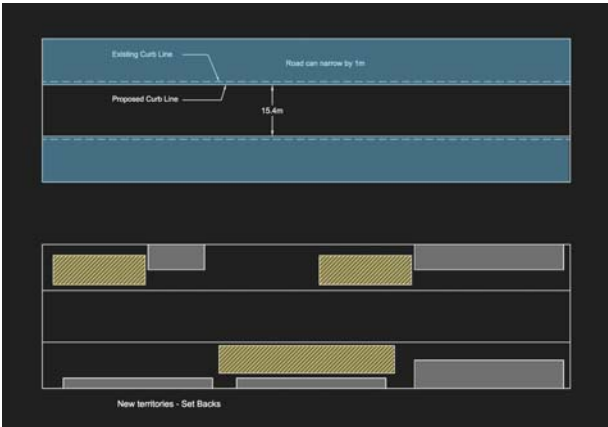 Existing Curb Line
Road can narrow by 1m
Proposed Curb Line
15.4m
New territories - Set Backs